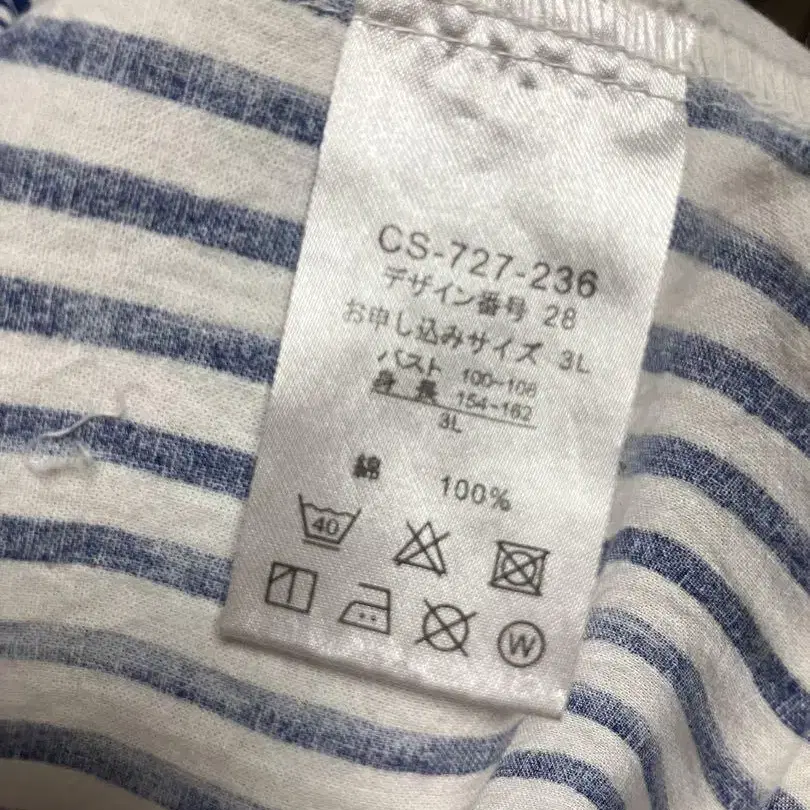 CS-727-236
デザイン番号 28
お申し込みサイズ 3L
バスト 100~108
身長 154~162
3L
綿 100%
40
W